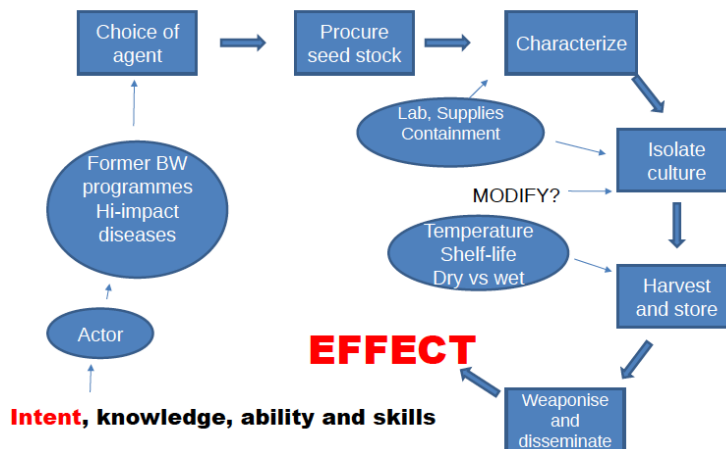 Choice of
agent
Procure
seed stock
Characterize
Lab, Supplies
Containment
Former BW
programmes
Hi-impact
diseases
Isolate
culture
MODIFY?
Temperature
Shelf-life
Dry vs wet
Harvest
and store
Actor
EFFECT
Intent, knowledge, ability and skills
Weaponise
and
disseminate